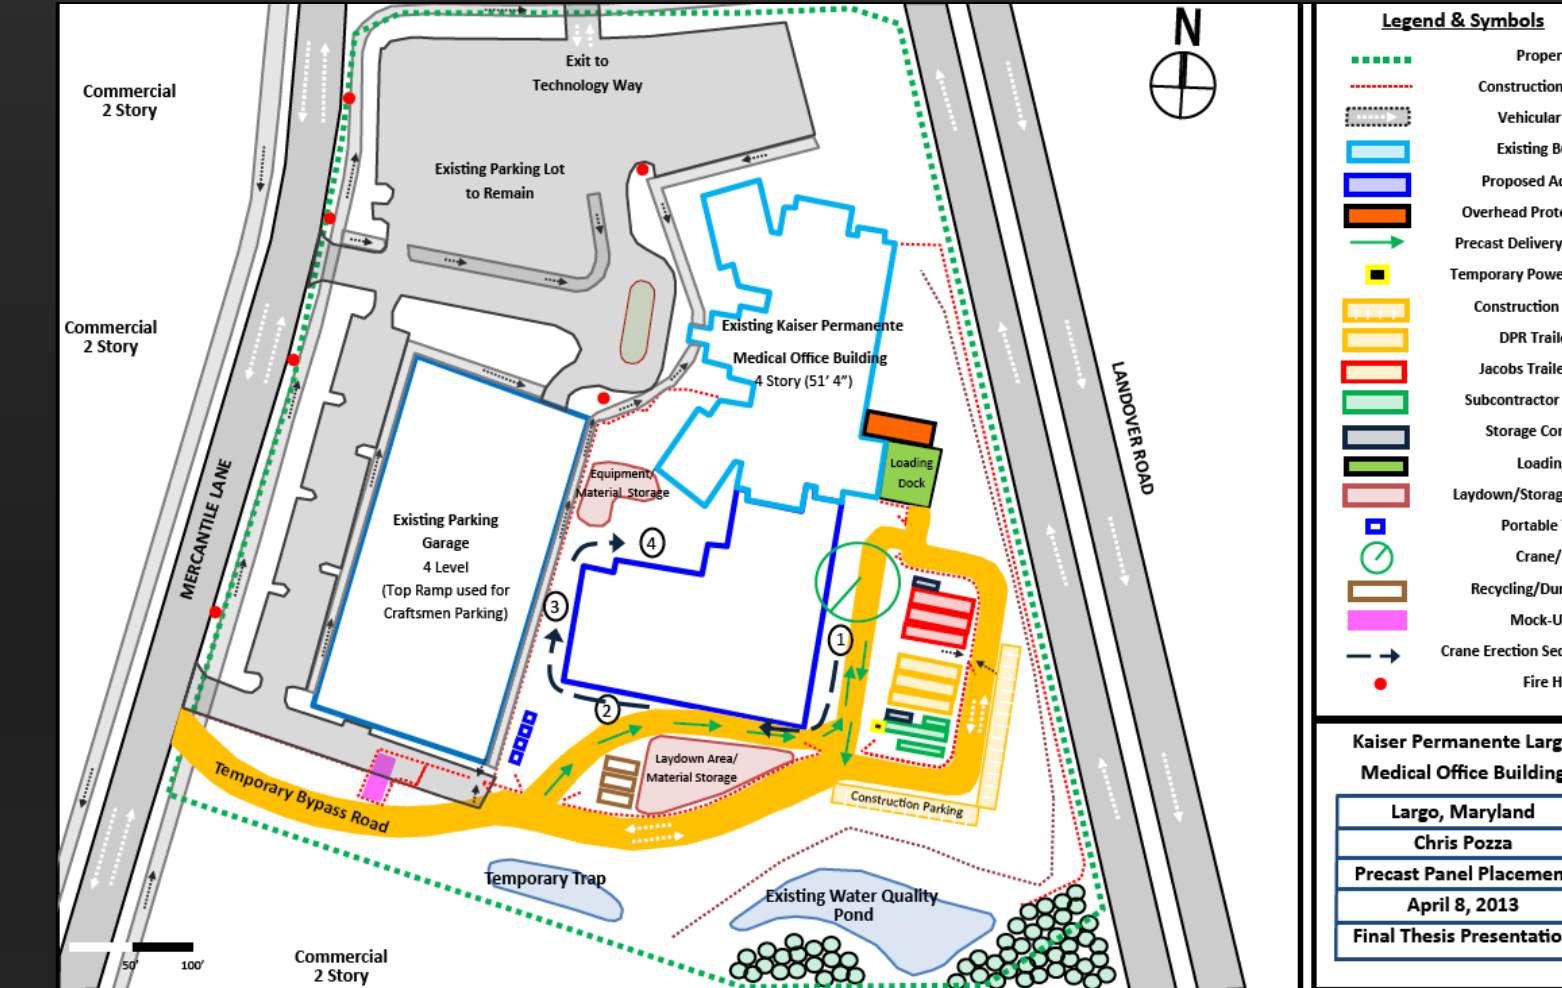 Commercial
2 Story
Exit to
Technology Way
N
Existing Parking Lot
to Remain
Commercial
2 Story
Existing Kaiser Permanente
Medical Office Building
4 Story (51' 4")
LANDOVER ROAD
MERCANTILE LANE
Loading
Dock
Equipment/
Material Storage
Existing Parking
Garage
4 Level
(Top Ramp used for
Craftsmen Parking)
4
3
1
2
Laydown Area/
Material Storage
Temporary Bypass Road
Construction Parking
Temporary Trap
Existing Water Quality
Pond
50'
100'
Commercial
2 Story
Legend & Symbols
Proper
Construction
Vehicular
Existing B
Proposed Ad
Overhead Prote
Precast Delivery
Temporary Powe
Construction
DPR Traile
Jacobs Traile
Subcontractor
Storage Con
Loadin
Laydown/Storag
Portable
Crane/
Recycling/Dum
Mock-U
Crane Erection Seq
Fire H
Kaiser Permanente Larg
Medical Office Building
Largo, Maryland
Chris Pozza
Precast Panel Placemen
April 8, 2013
Final Thesis Presentatio